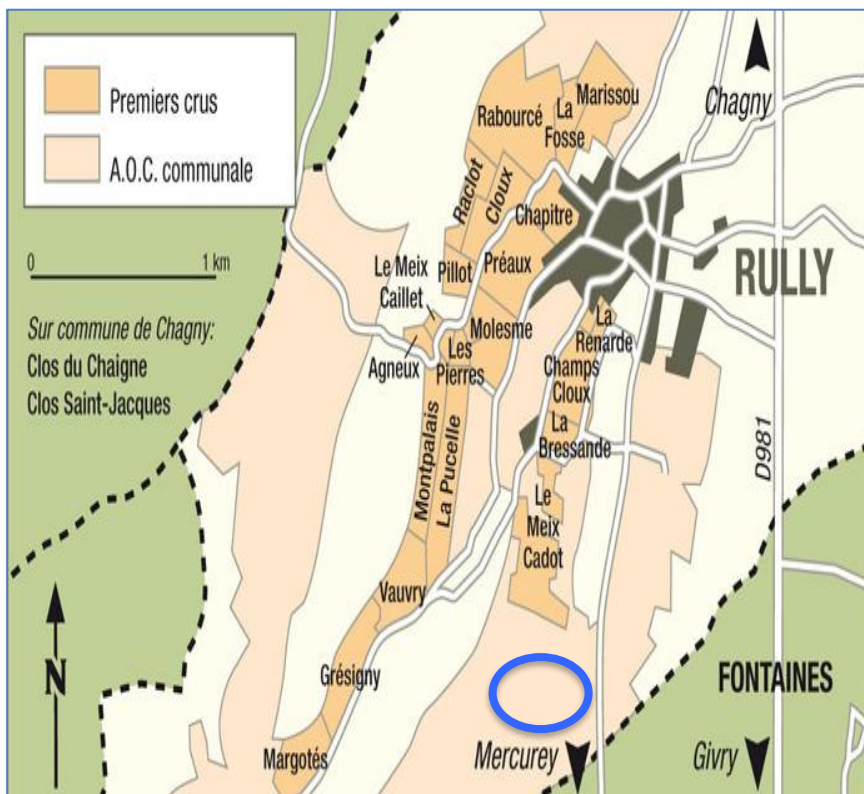 Premiers crus
A.O.C. communale
0
1 km
Sur commune de Chagny:
Clos du Chaigne
Clos Saint-Jacques
Chagny
Marissou
La
Fosse
Rabourcé
Raclot
Cloux
Chapitre
Préaux
Pillot
RULLY
Le Meix
Caillet
Agneux
Les
Pierres
Molesme
La
Renarde
Champs
Cloux
La
Bressande
Montpalais
La Pucelle
Le
Meix
Cadot
D981
Vauvry
Grésigny
Margotés
N
FONTAINES
Mercurey
Givry